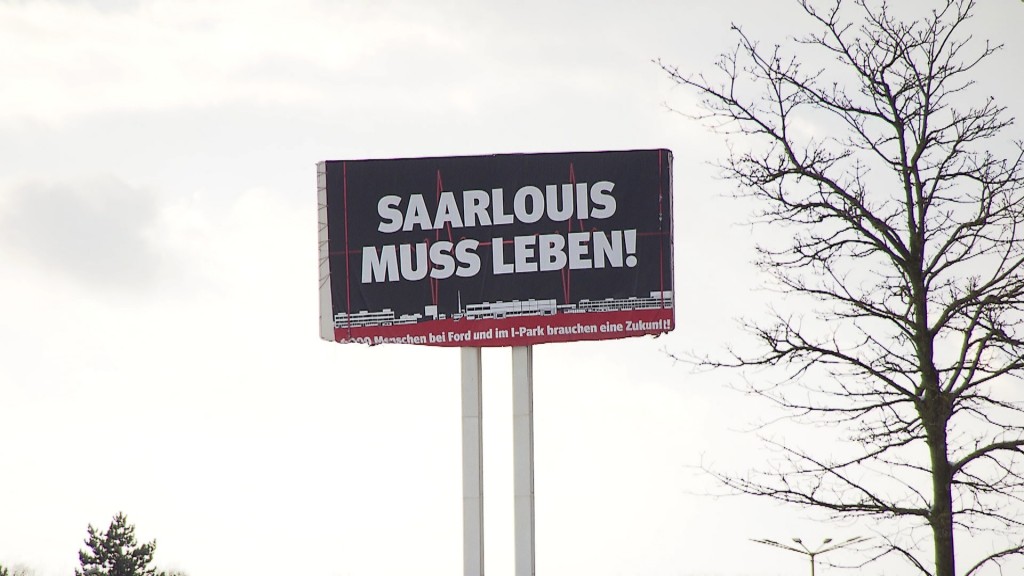 SAARLOUIS
MUSS LEBEN!
Menschen bei Ford und im I-Park brauchen eine Zukunft!